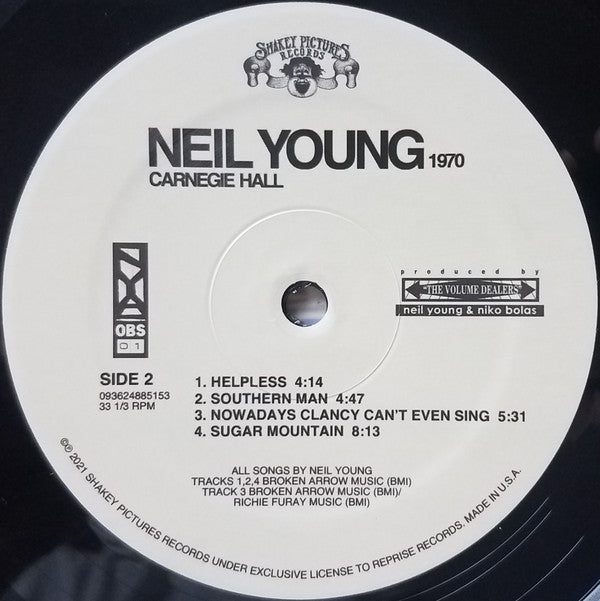 SHAKEY PICTURES
RECORDS
NEIL YOUNG 1970
CARNEGIE HALL
produced by
"THE VOLUME DEALERS"
neil young & niko bolas
NYA
OBS
01
SIDE 2
093624885153
33 1/3 RPM
1. HELPLESS 4:14
2. SOUTHERN MAN 4:47
3. NOWADAYS CLANCY CAN'T EVEN SING 5:31
4. SUGAR MOUNTAIN 8:13
ALL SONGS BY NEIL YOUNG
TRACKS 1,2,4 BROKEN ARROW MUSIC (BMI)
TRACK 3 BROKEN ARROW MUSIC (BMI)/
RICHIE FURAY MUSIC (BMI)
©℗ 2021 SHAKEY PICTURES RECORDS UNDER EXCLUSIVE LICENSE TO REPRISE RECORDS. MADE IN U.S.A.